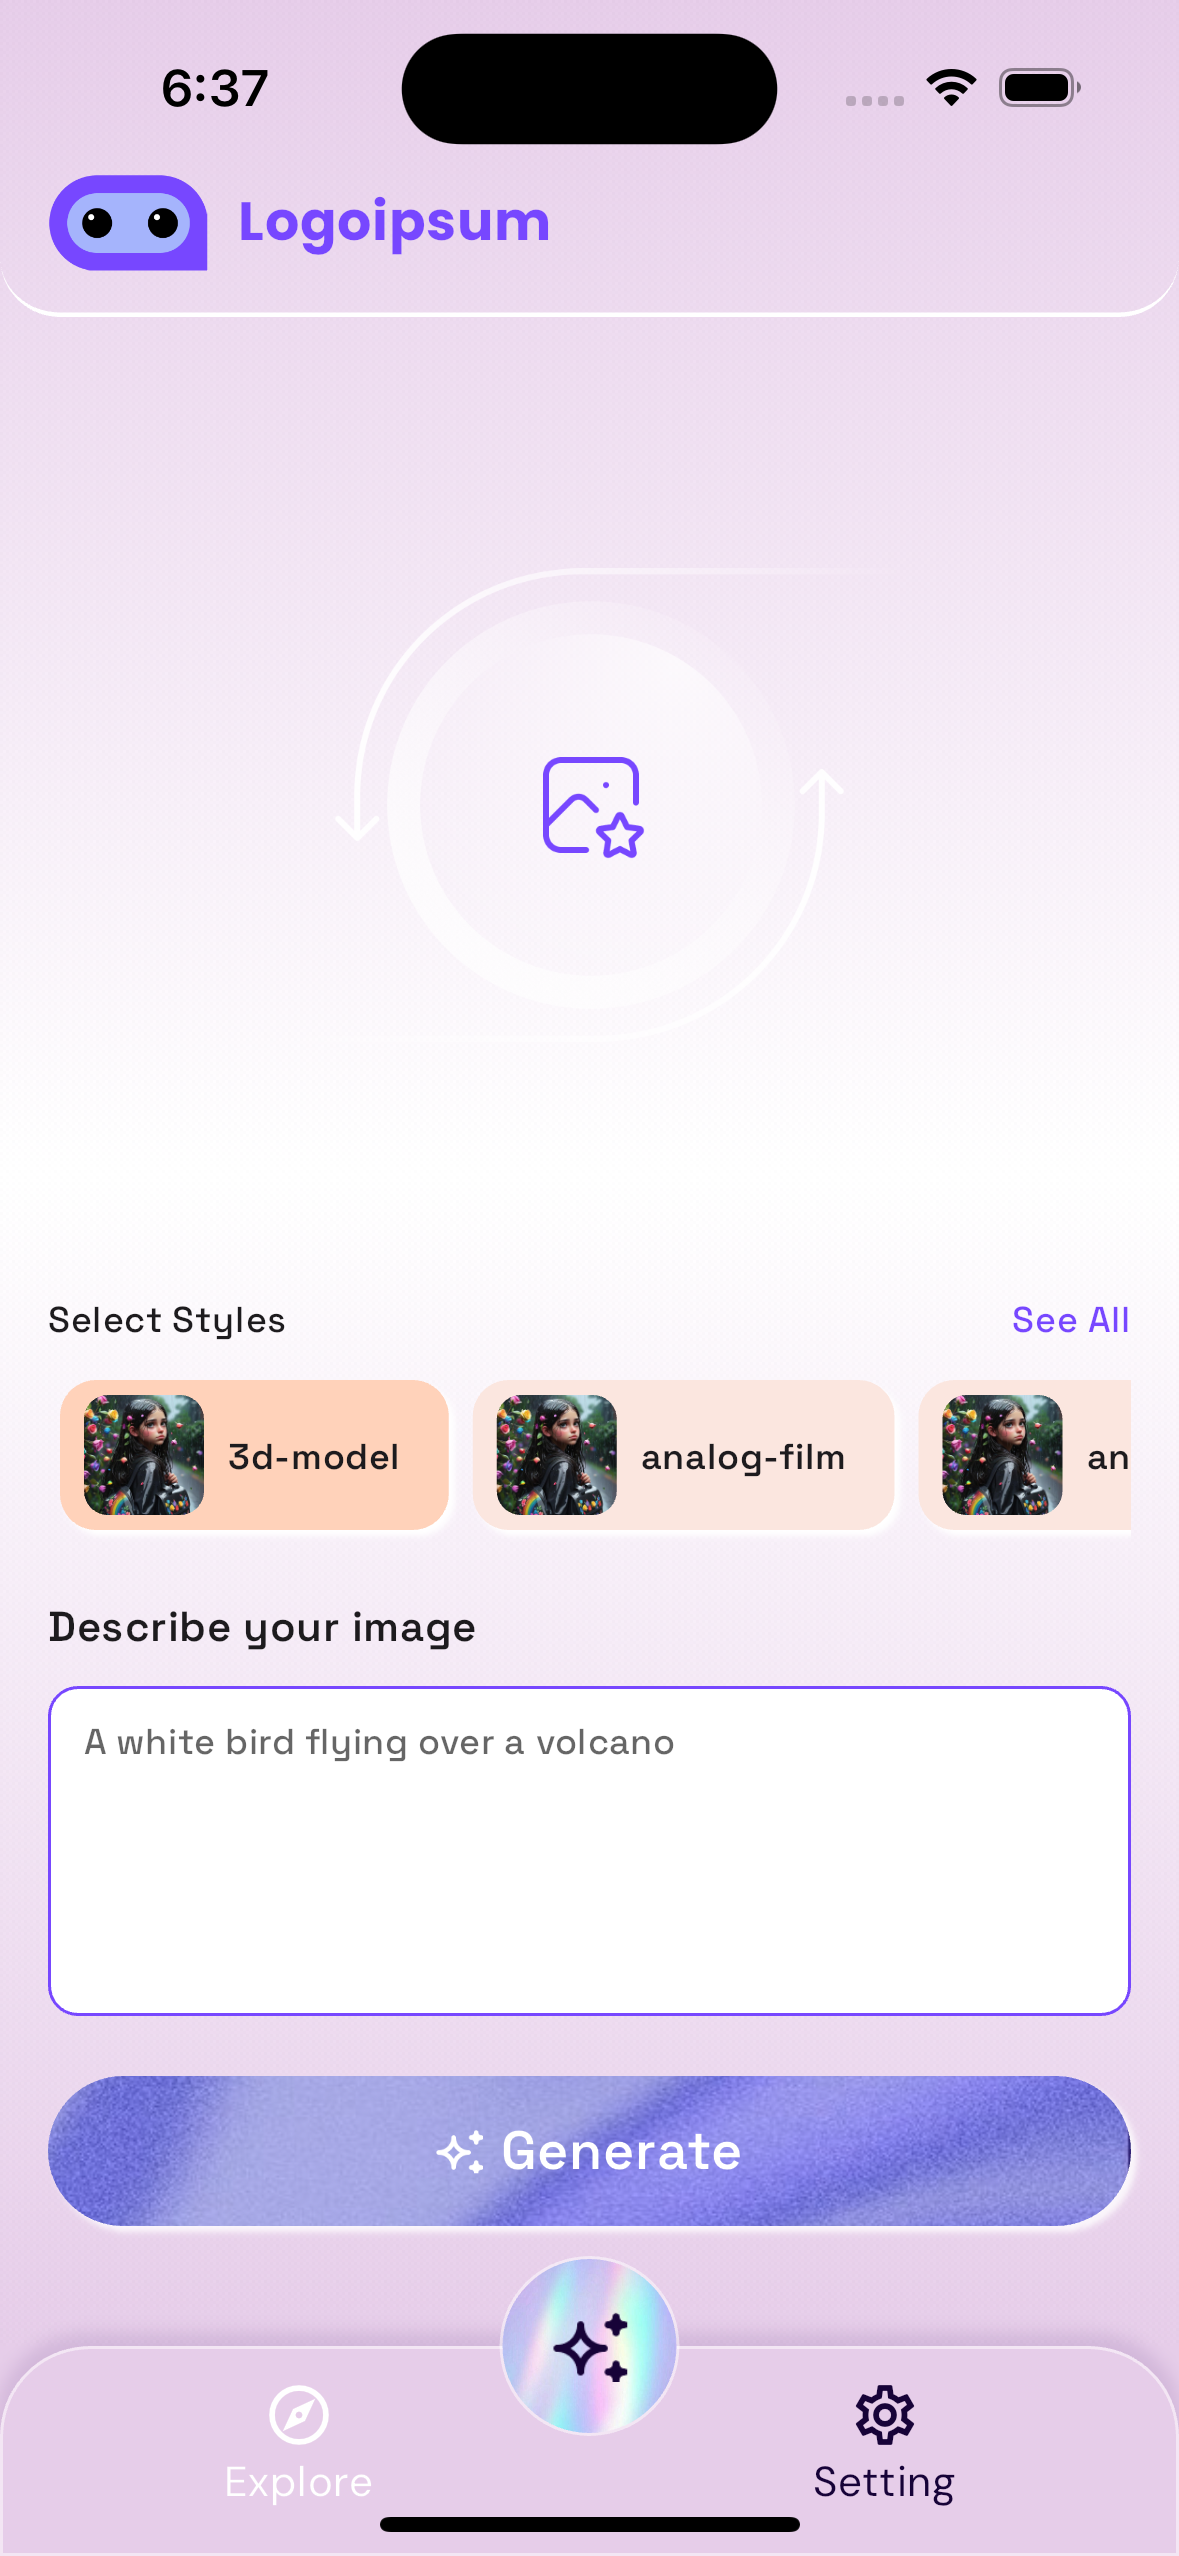 6:37
Logoipsum
Select Styles
See All
3d-model
analog-film
an
Describe your image
A white bird flying over a volcano
Generate
Explore
Setting